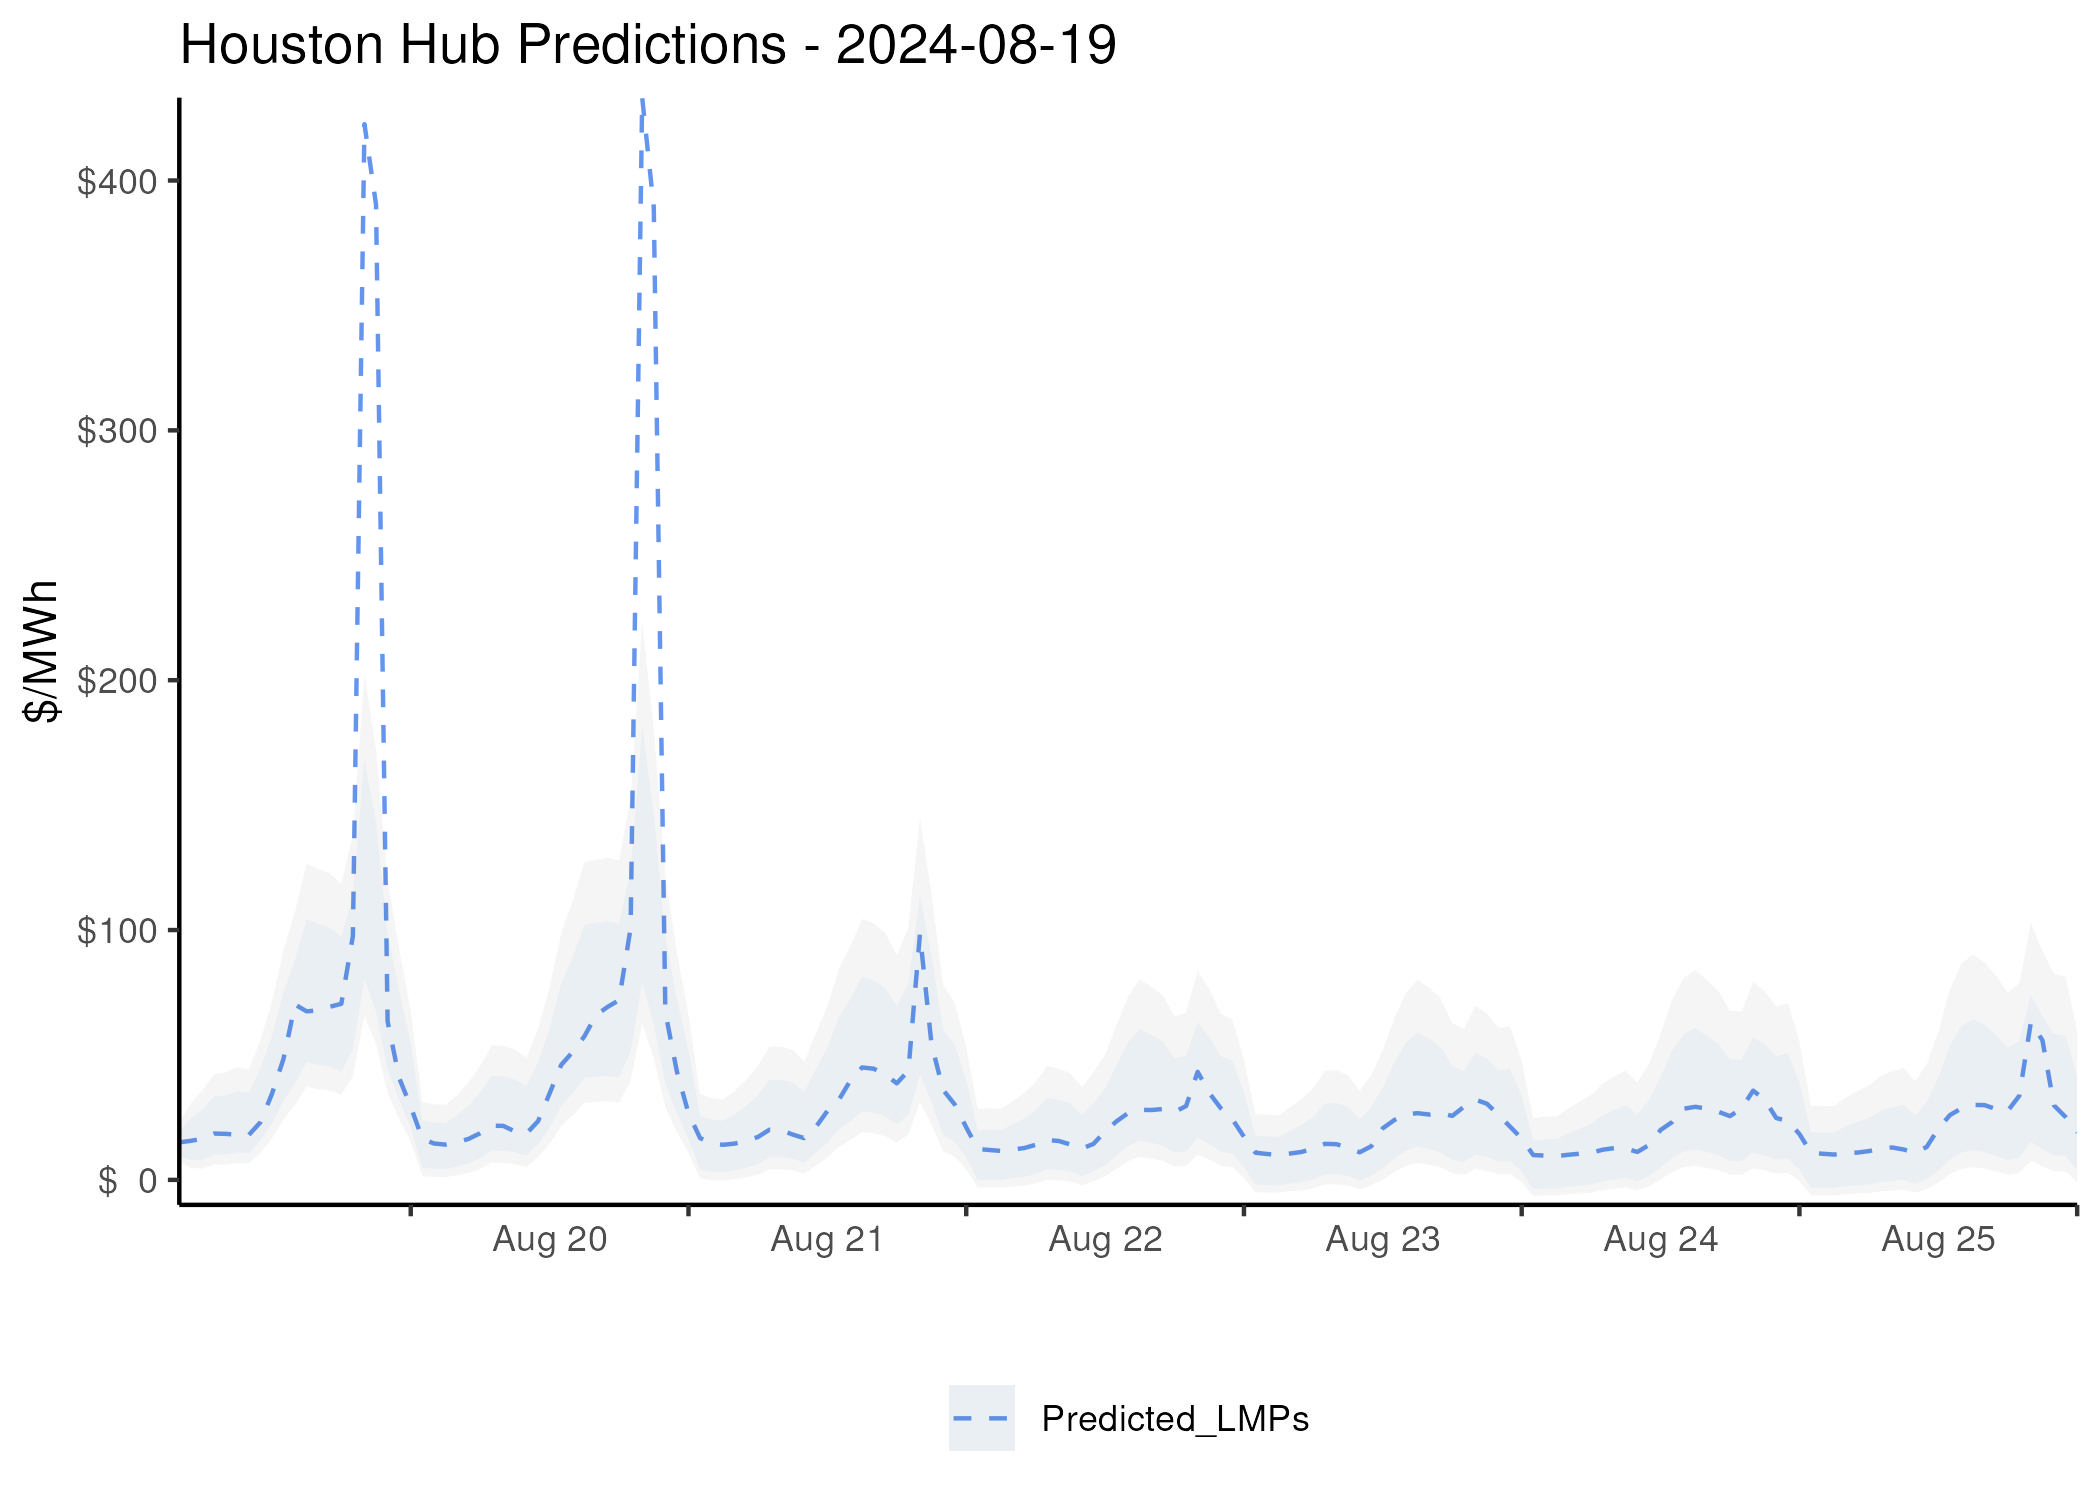 Houston Hub Predictions - 2024-08-19
$/MWh
$400
$300
$200
$100
$ 0
Aug 20 Aug 21 Aug 22 Aug 23 Aug 24 Aug 25
Predicted_LMPs